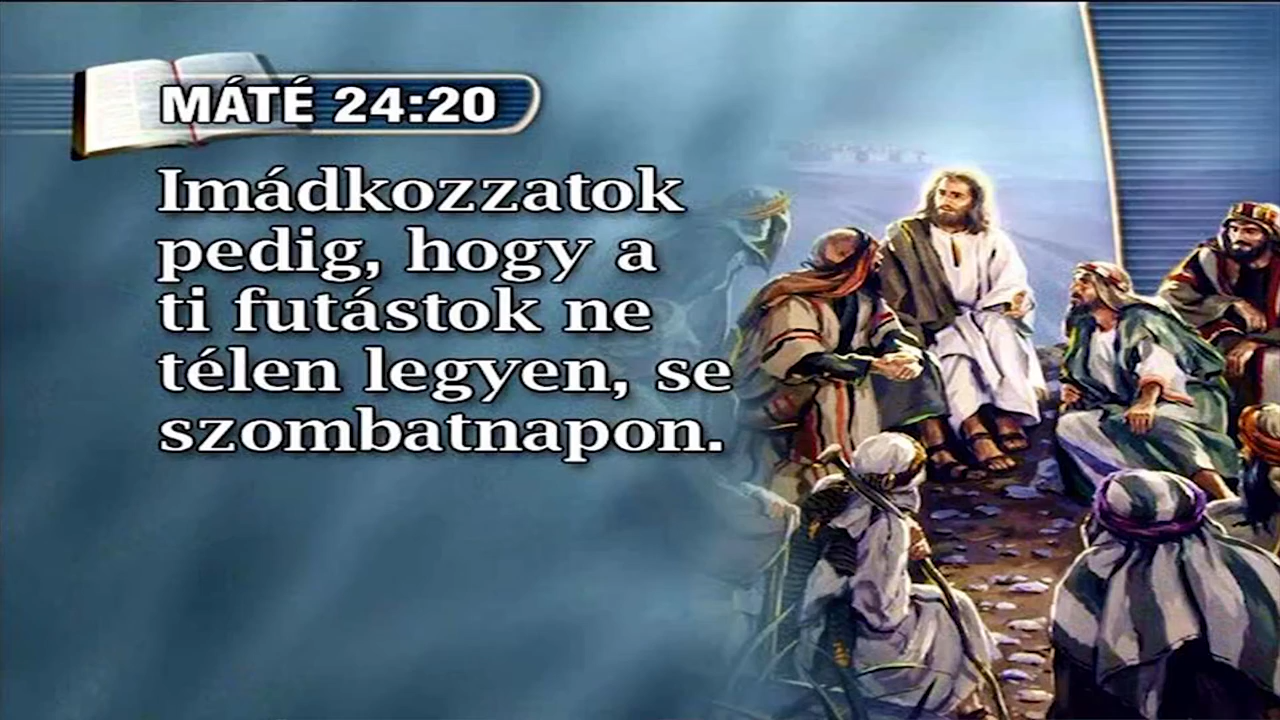 MÁTÉ 24:20
Imádkozzatok
pedig, hogy a
ti futástok ne
télen legyen, se
szombatnapon.